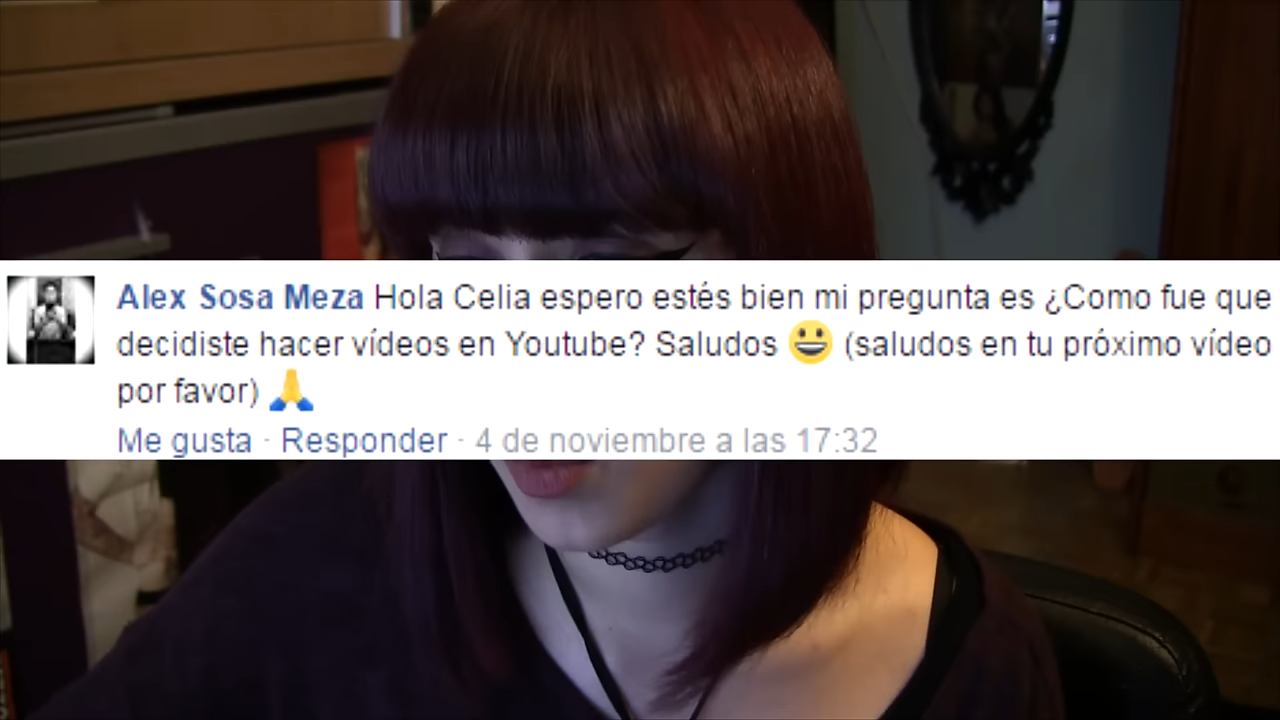 Alex Sosa Meza Hola Celia espero estés bien mi pregunta es ¿Como fue que
decidiste hacer vídeos en Youtube? Saludos 😀 (saludos en tu próximo vídeo
por favor) 🙏
Me gusta · Responder · 4 de noviembre a las 17:32